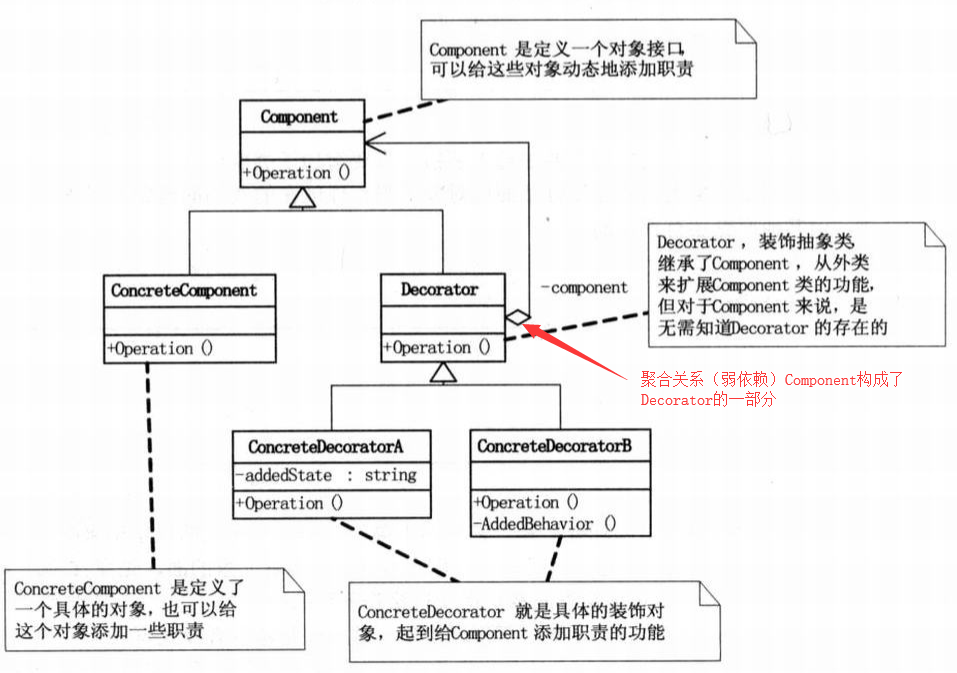 Component 是定义一个对象接口,
可以给这些对象动态地添加职责
Component
+Operation ()
Decorator , 装饰抽象类,
继承了Component , 从外类
来扩展Component 类的功能,
但对于Component 来说, 是
无需知道Decorator 的存在的
ConcreteComponent
+Operation ()
Decorator
+Operation ()
-component
聚合关系（弱依赖）Component构成了
Decorator的一部分
ConcreteDecoratorA
-addedState : string
+Operation ()
ConcreteDecoratorB
+Operation ()
-AddedBehavior ()
ConcreteComponent 是定义了
一个具体的对象, 也可以给
这个对象添加一些职责
ConcreteDecorator 就是具体的装饰对
象, 起到给Component 添加职责的功能